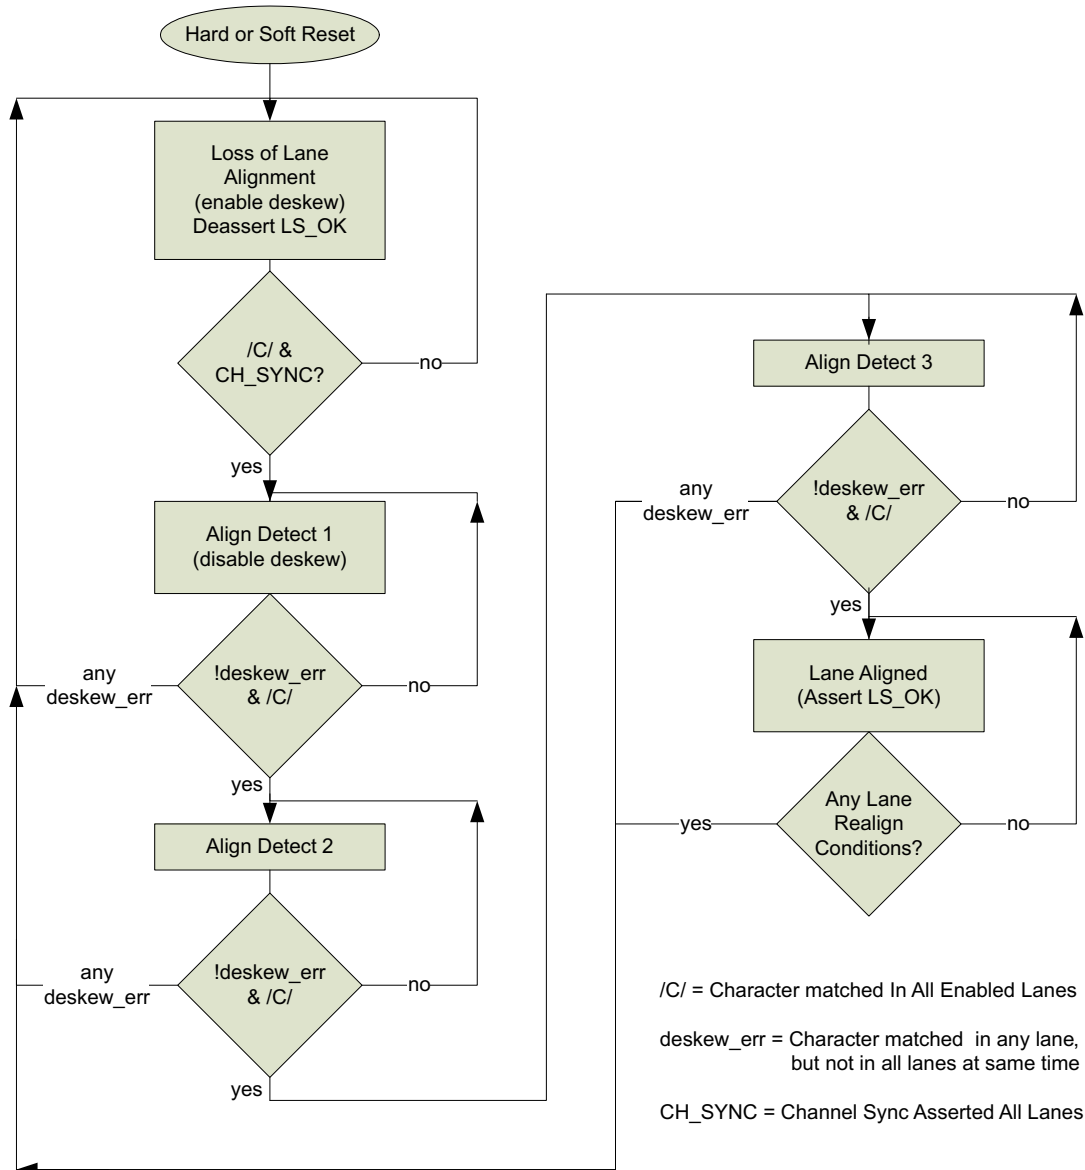 Hard or Soft Reset
Loss of Lane
Alignment
(enable deskew)
Deassert LS_OK
/C/ &
CH_SYNC?
no
yes
Align Detect 1
(disable deskew)
any
deskew_err
!deskew_err
& /C/
no
yes
Align Detect 2
any
deskew_err
!deskew_err
& /C/
no
yes
Align Detect 3
any
deskew_err
!deskew_err
& /C/
no
yes
Lane Aligned
(Assert LS_OK)
yes
Any Lane
Realign
Conditions?
no
/C/ = Character matched In All Enabled Lanes
deskew_err = Character matched in any lane,
but not in all lanes at same time
CH_SYNC = Channel Sync Asserted All Lanes